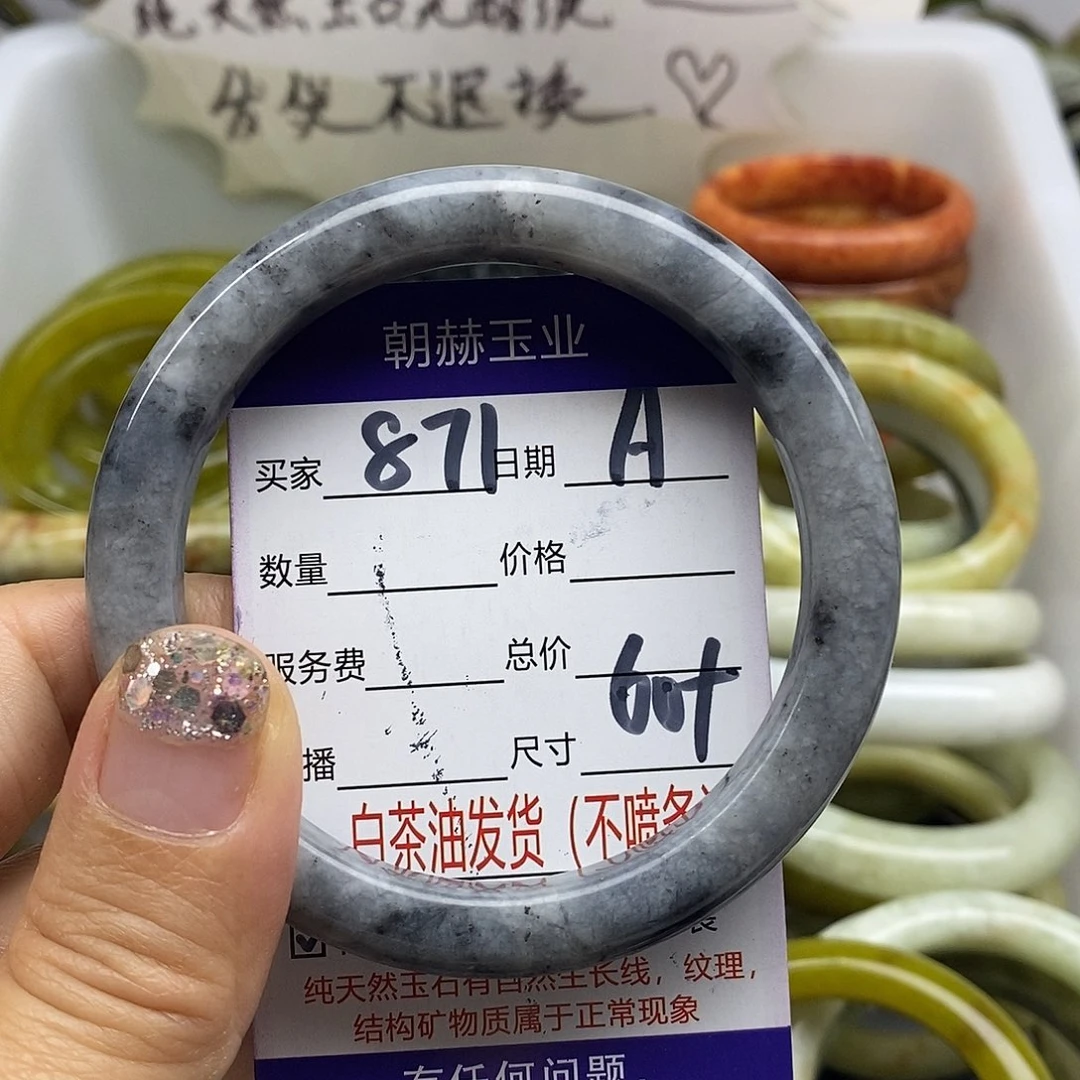 售出不退换 ♡
朝赫玉业
买家 871 日期 A
数量 价格
服务费 总价 60+
播 尺寸
白茶油发货（不喷
纯天然玉石有自然生长线，纹理，
结构矿物质属于正常现象
有任何问题